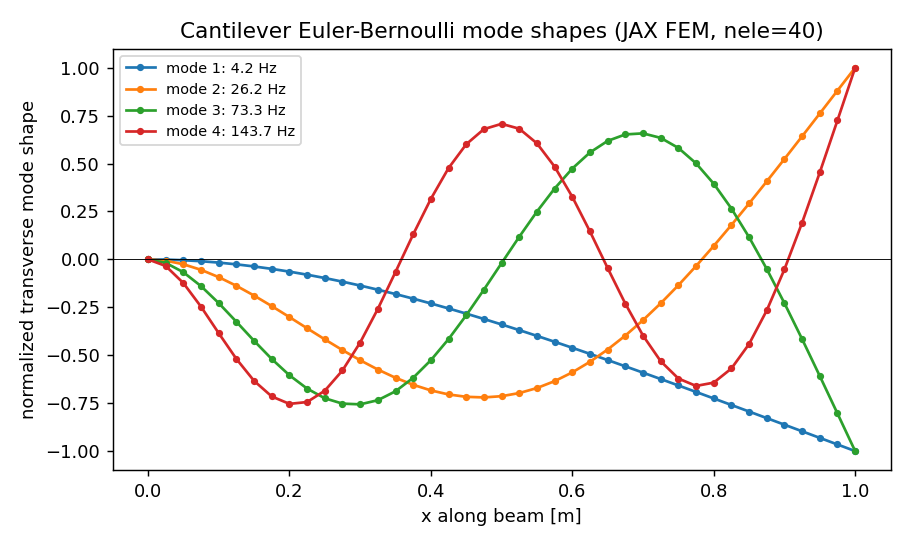 Cantilever Euler-Bernoulli mode shapes (JAX FEM, nele=40)
mode 1: 4.2 Hz
mode 2: 26.2 Hz
mode 3: 73.3 Hz
mode 4: 143.7 Hz
normalized transverse mode shape
1.00
0.75
0.50
0.25
0.00
−0.25
−0.50
−0.75
−1.00
0.0 0.2 0.4 0.6 0.8 1.0
x along beam [m]